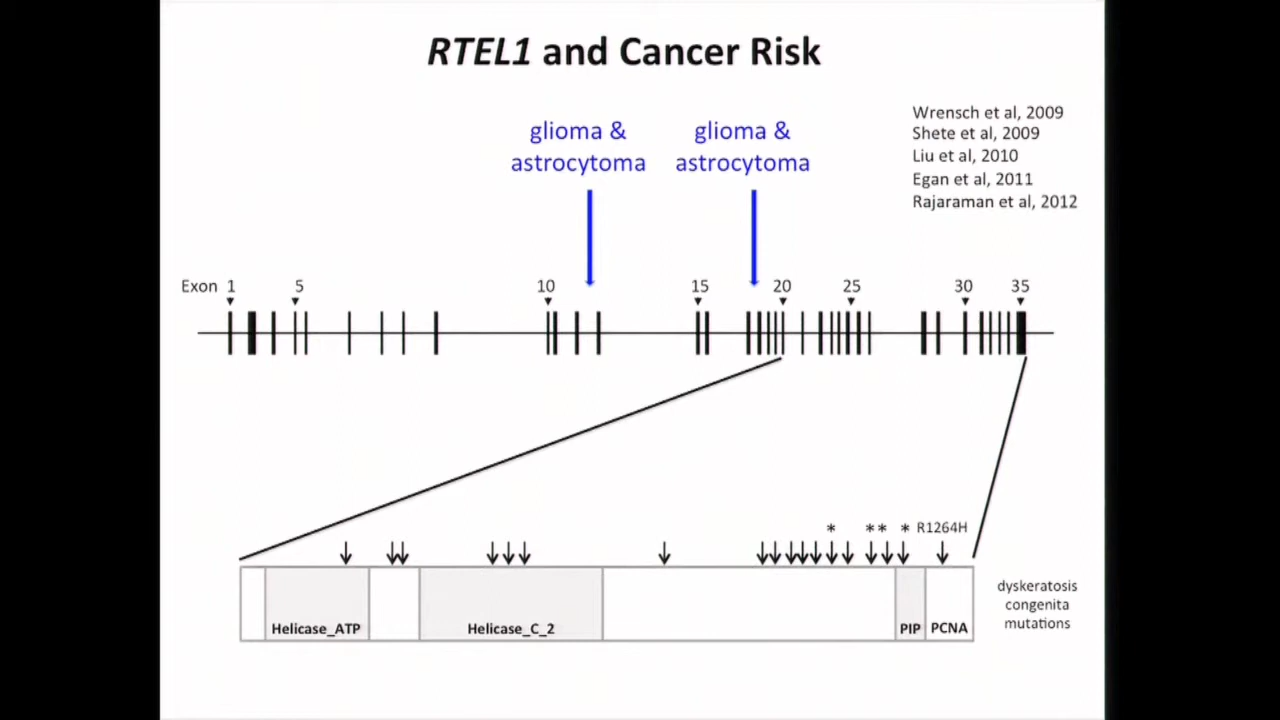 RTEL1 and Cancer Risk
glioma &
astrocytoma
glioma &
astrocytoma
Wrensch et al, 2009
Shete et al, 2009
Liu et al, 2010
Egan et al, 2011
Rajaraman et al, 2012
Exon 1 5 10 15 20 25 30 35
* ** * R1264H
Helicase_ATP Helicase_C_2 PIP PCNA
dyskeratosis
congenita
mutations